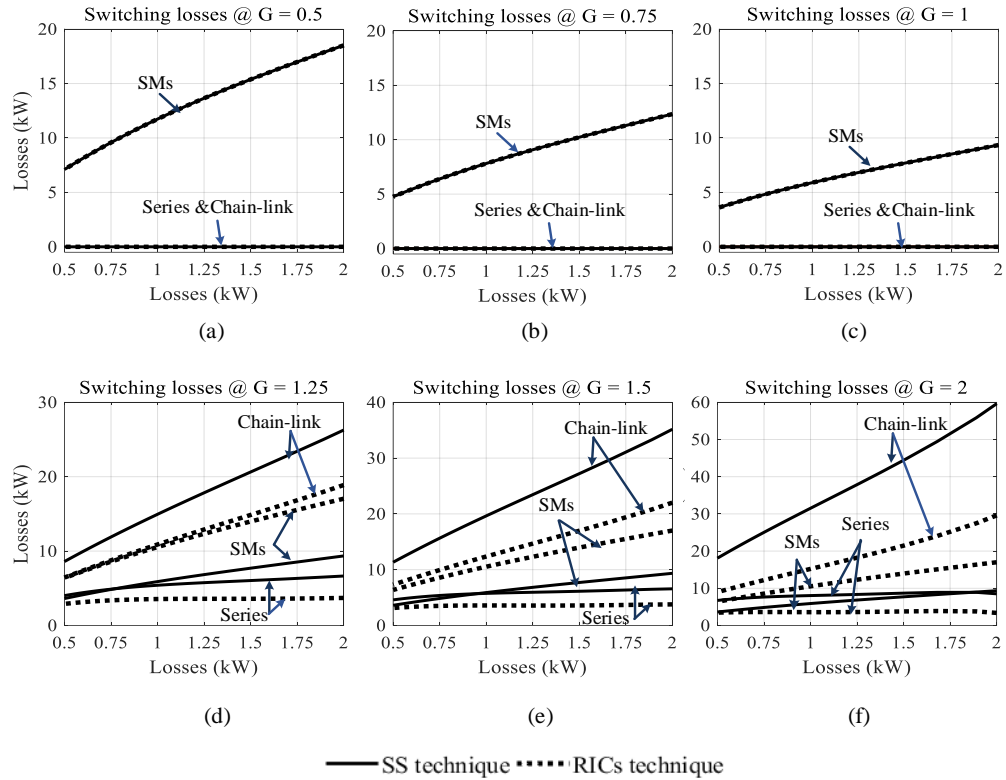 Switching losses @ G = 0.5
Switching losses @ G = 0.75
Switching losses @ G = 1
Losses (kW)
20
15
10
5
0
SMs
Series &Chain-link
0.5 0.75 1 1.25 1.5 1.75 2
Losses (kW)
(a)
20
15
10
5
0
SMs
Series &Chain-link
0.5 0.75 1 1.25 1.5 1.75 2
Losses (kW)
(b)
20
15
10
5
0
SMs
Series &Chain-link
0.5 0.75 1 1.25 1.5 1.75 2
Losses (kW)
(c)
Switching losses @ G = 1.25
Switching losses @ G = 1.5
Switching losses @ G = 2
Losses (kW)
30
20
10
0
Chain-link
SMs
Series
0.5 0.75 1 1.25 1.5 1.75 2
Losses (kW)
(d)
40
30
20
10
0
Chain-link
SMs
Series
0.5 0.75 1 1.25 1.5 1.75 2
Losses (kW)
(e)
60
50
40
30
20
10
0
Chain-link
Series
SMs
0.5 0.75 1 1.25 1.5 1.75 2
Losses (kW)
(f)
SS technique RICs technique